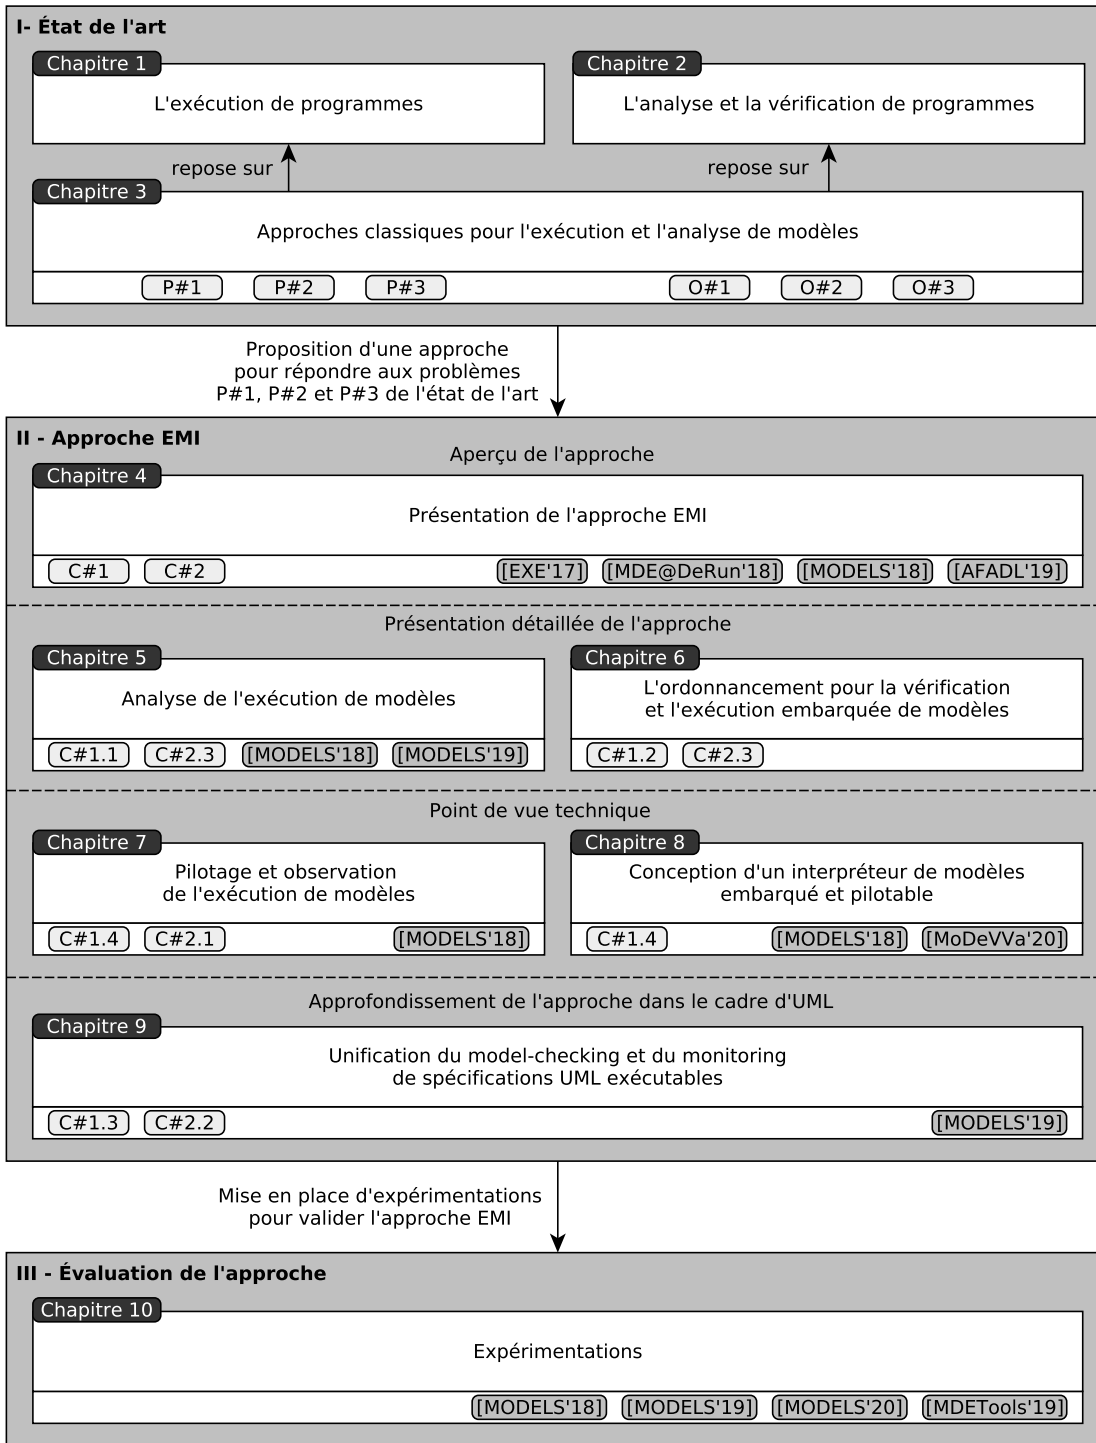 I- État de l'art
Chapitre 1
L'exécution de programmes
Chapitre 2
L'analyse et la vérification de programmes
repose sur
repose sur
Chapitre 3
Approches classiques pour l'exécution et l'analyse de modèles
P#1 P#2 P#3 O#1 O#2 O#3
Proposition d'une approche
pour répondre aux problèmes
P#1, P#2 et P#3 de l'état de l'art
II - Approche EMI
Aperçu de l'approche
Chapitre 4
Présentation de l'approche EMI
C#1 C#2 [EXE'17] [MDE@DeRun'18] [MODELS'18] [AFADL'19]
Présentation détaillée de l'approche
Chapitre 5
Analyse de l'exécution de modèles
C#1.1 C#2.3 [MODELS'18] [MODELS'19]
Chapitre 6
L'ordonnancement pour la vérification
et l'exécution embarquée de modèles
C#1.2 C#2.3
Point de vue technique
Chapitre 7
Pilotage et observation
de l'exécution de modèles
C#1.4 C#2.1 [MODELS'18]
Chapitre 8
Conception d'un interpréteur de modèles
embarqué et pilotable
C#1.4 [MODELS'18] [MoDeVVa'20]
Approfondissement de l'approche dans le cadre d'UML
Chapitre 9
Unification du model-checking et du monitoring
de spécifications UML exécutables
C#1.3 C#2.2 [MODELS'19]
Mise en place d'expérimentations
pour valider l'approche EMI
III - Évaluation de l'approche
Chapitre 10
Expérimentations
[MODELS'18] [MODELS'19] [MODELS'20] [MDETools'19]